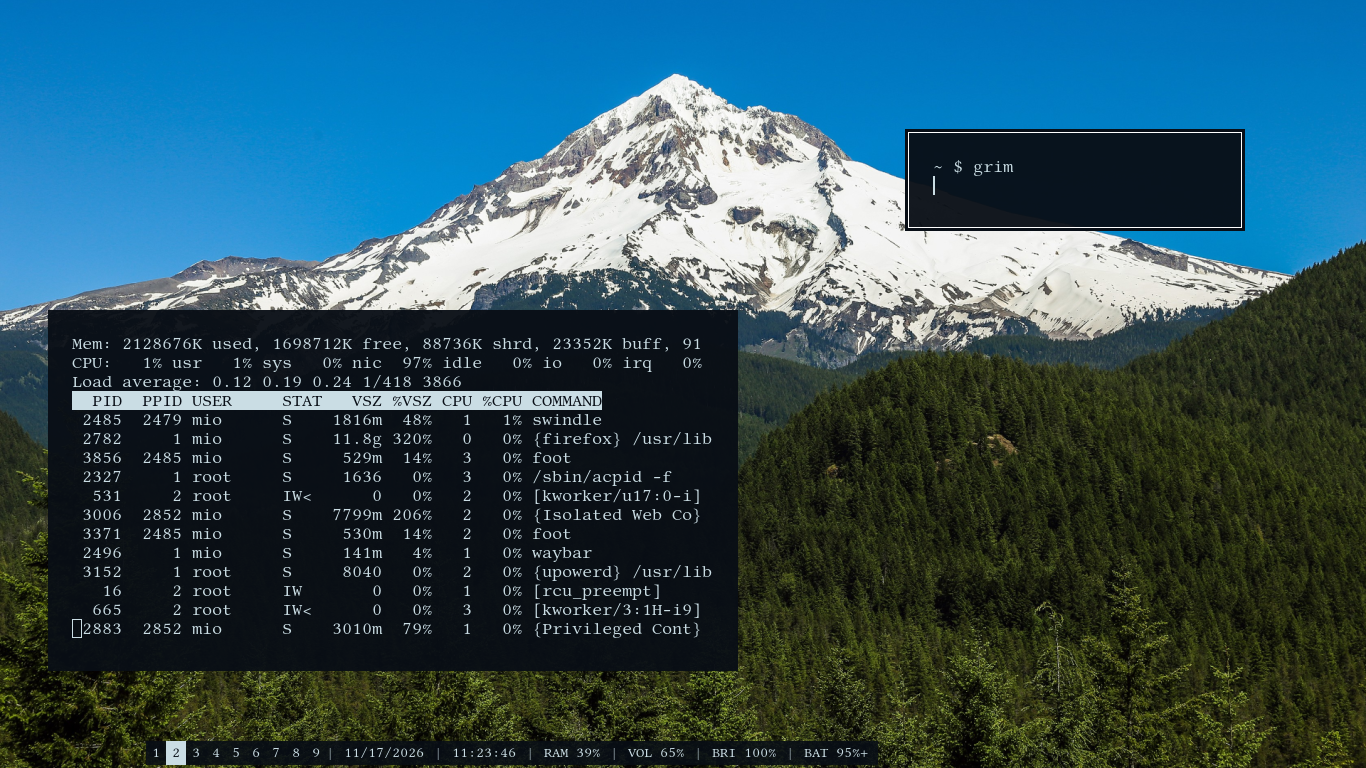 ~ $ grim
Mem: 2128676K used, 1698712K free, 88736K shrd, 23352K buff, 91
CPU:   1% usr   1% sys   0% nic  97% idle   0% io   0% irq   0%
Load average: 0.12 0.19 0.24 1/418 3866
  PID  PPID USER     STAT   VSZ %VSZ CPU %CPU COMMAND
 2485  2479 mio      S    1816m  48%   1   1% swindle
 2782     1 mio      S    11.8g 320%   0   0% {firefox} /usr/lib
 3856  2485 mio      S     529m  14%   3   0% foot
 2327     1 root     S     1636   0%   3   0% /sbin/acpid -f
  531     2 root     IW<      0   0%   2   0% [kworker/u17:0-i]
 3006  2852 mio      S    7799m 206%   2   0% {Isolated Web Co}
 3371  2485 mio      S     530m  14%   2   0% foot
 2496     1 mio      S     141m   4%   1   0% waybar
 3152     1 root     S     8040   0%   2   0% {upowerd} /usr/lib
   16     2 root     IW       0   0%   1   0% [rcu_preempt]
  665     2 root     IW<      0   0%   3   0% [kworker/3:1H-i9]
 2883  2852 mio      S    3010m  79%   1   0% {Privileged Cont}
1 2 3 4 5 6 7 8 9 | 11/17/2026 | 11:23:46 | RAM 39% | VOL 65% | BRI 100% | BAT 95%+